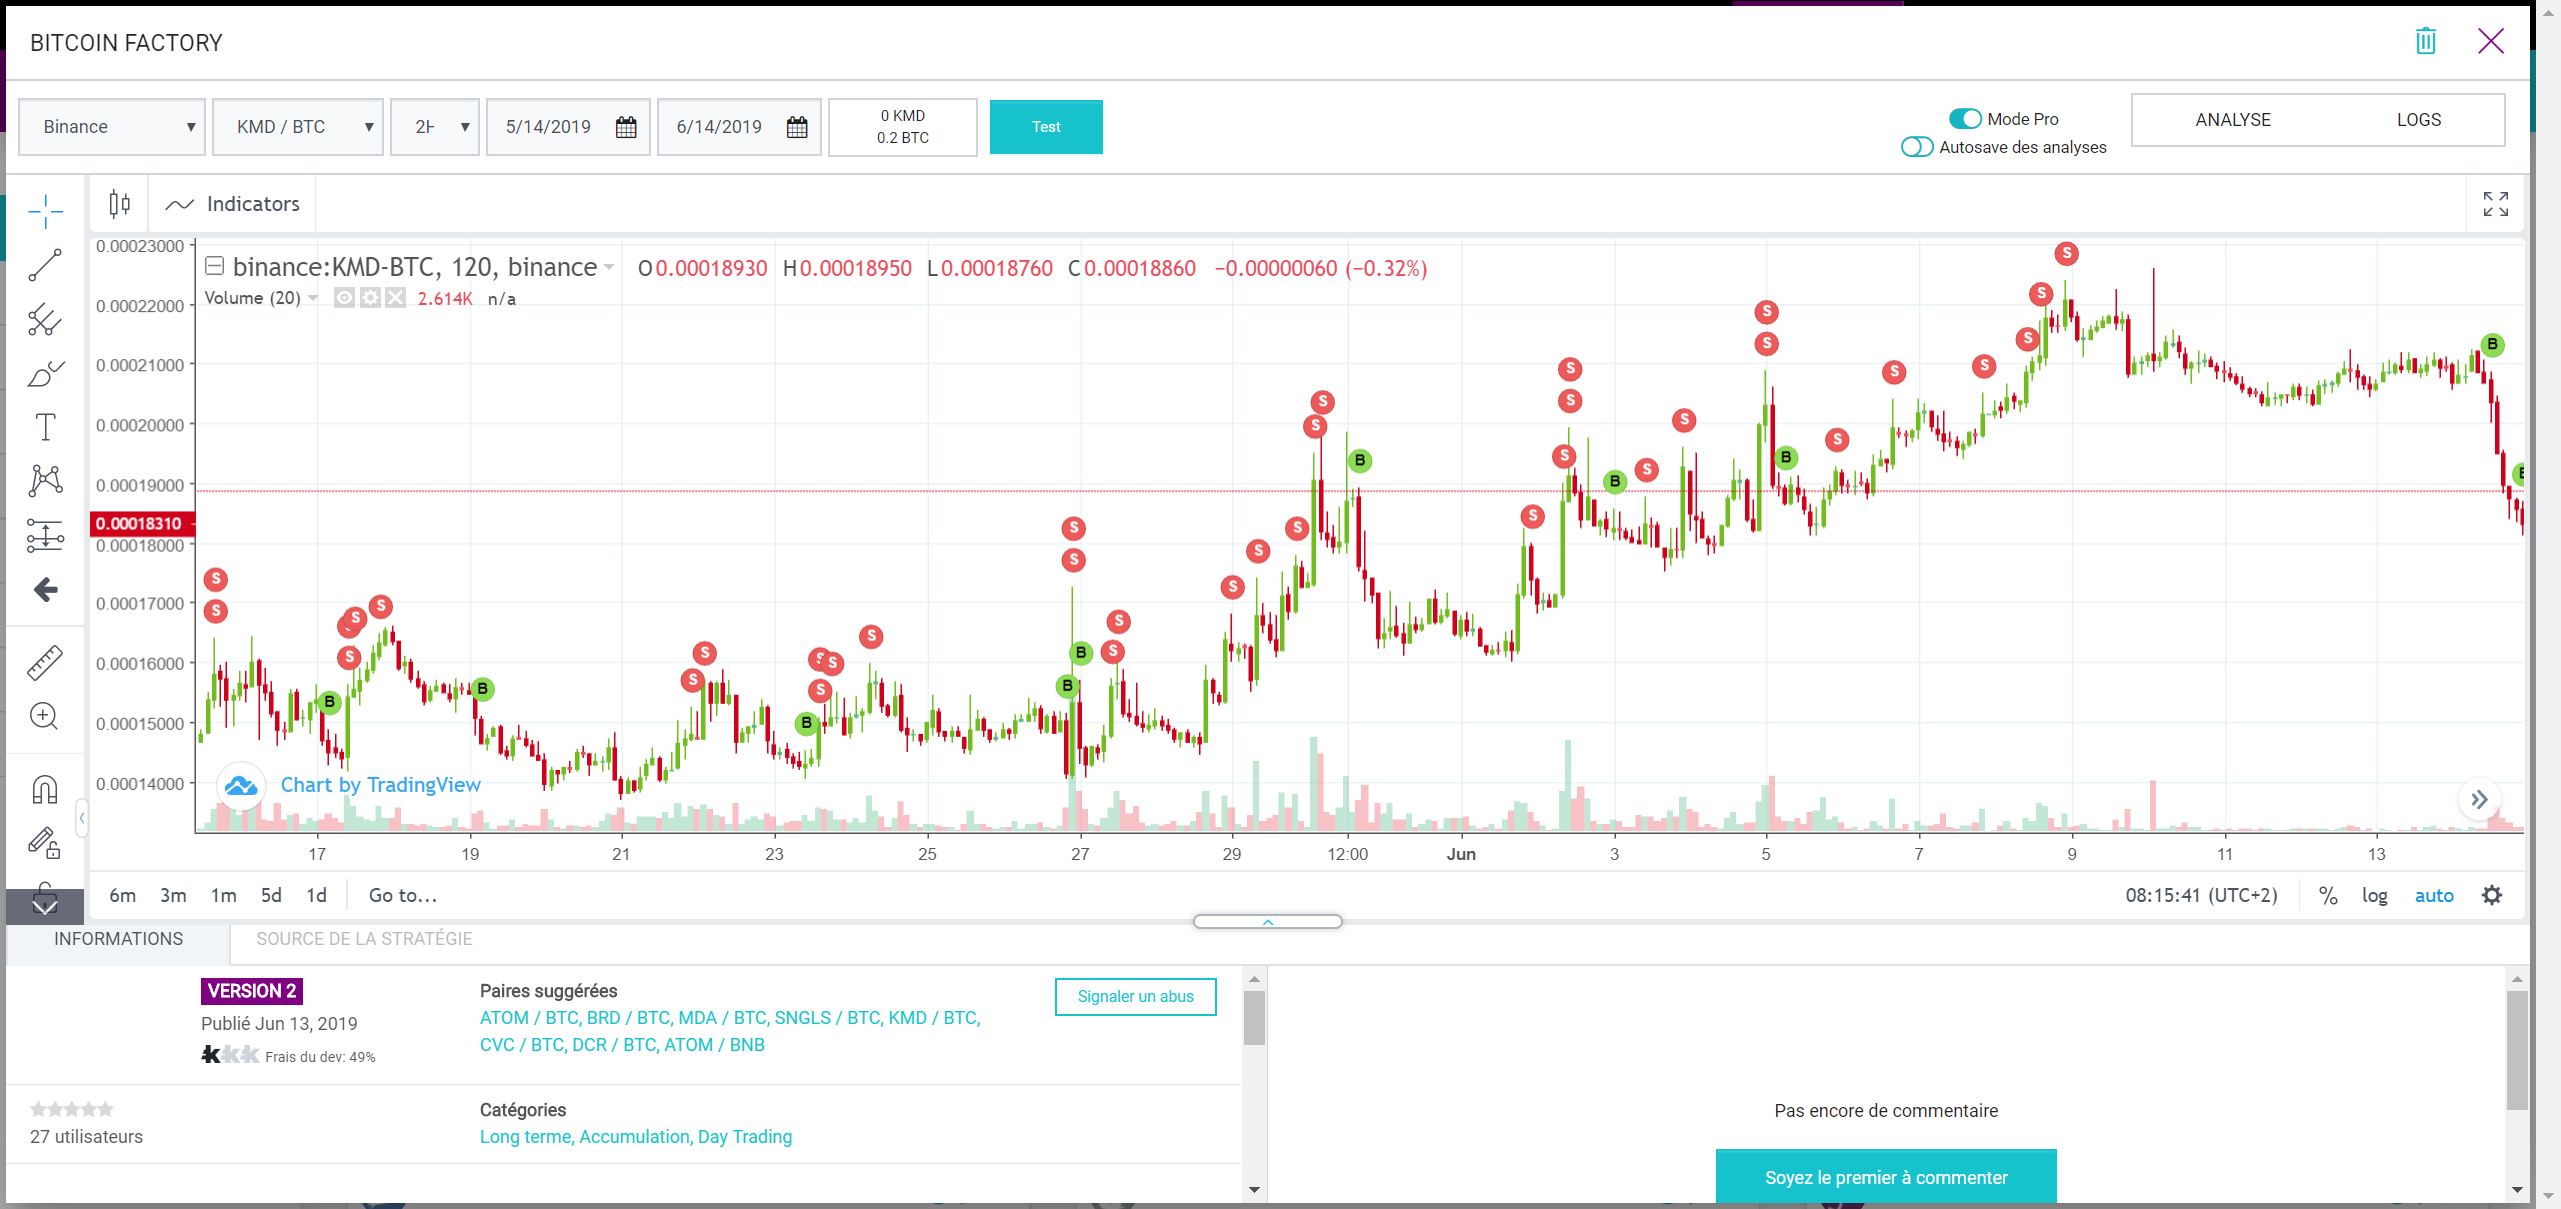 BITCOIN FACTORY
Binance
KMD / BTC
2H
5/14/2019
6/14/2019
0 KMD
0.2 BTC
Test
Mode Pro
Autosave des analyses
ANALYSE
LOGS
Indicators
binance:KMD-BTC, 120, binance
O0.00018930 H0.00018950 L0.00018760 C0.00018860 −0.00000060 (−0.32%)
Volume (20)
2.614K n/a
0.00023000
0.00022000
0.00021000
0.00020000
0.00019000
0.00018310
0.00018000
0.00017000
0.00016000
0.00015000
0.00014000
S
S
B
S
S
S
S
B
S
S
B
S
S
S
S
S
S
B
B
S
S
S
S
S
S
S
B
S
S
S
S
B
S
S
S
S
B
S
S
S
S
S
S
B
B
Chart by TradingView
17 19 21 23 25 27 29 12:00 Jun 3 5 7 9 11 13
6m 3m 1m 5d 1d Go to...
08:15:41 (UTC+2) % log auto
INFORMATIONS
SOURCE DE LA STRATÉGIE
VERSION 2
Publié Jun 13, 2019
Frais du dev: 49%
Paires suggérées
ATOM / BTC, BRD / BTC, MDA / BTC, SNGLS / BTC, KMD / BTC,
CVC / BTC, DCR / BTC, ATOM / BNB
Signaler un abus
27 utilisateurs
Catégories
Long terme, Accumulation, Day Trading
Pas encore de commentaire
Soyez le premier à commenter